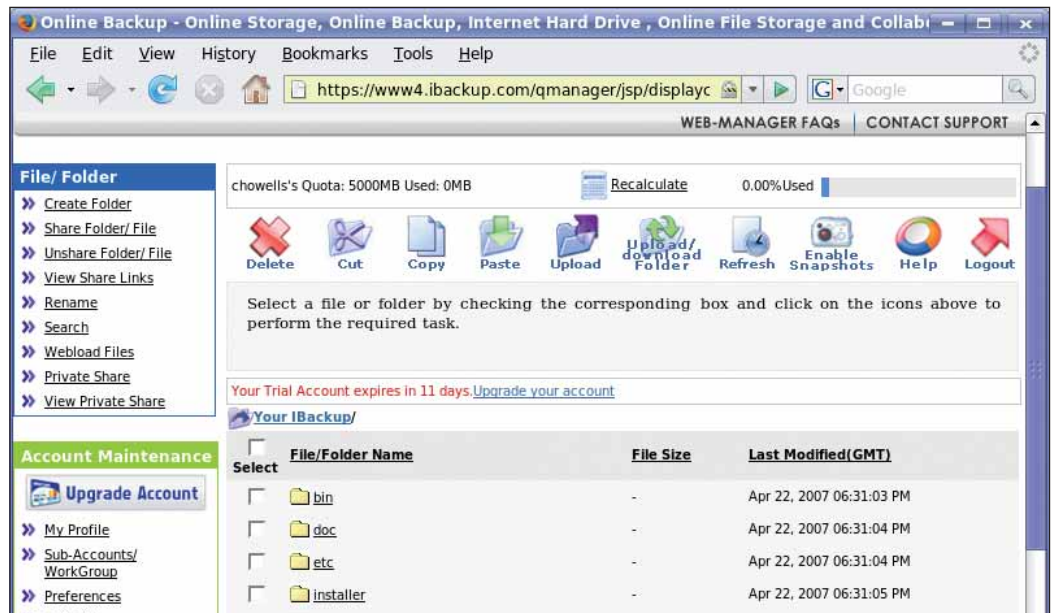 Online Backup - Online Storage, Online Backup, Internet Hard Drive , Online File Storage and Collab
File Edit View History Bookmarks Tools Help
https://www4.ibackup.com/qmanager/jsp/displayc G Google
WEB-MANAGER FAQs CONTACT SUPPORT
File/ Folder
Create Folder
Share Folder/ File
Unshare Folder/ File
View Share Links
Rename
Search
Webload Files
Private Share
View Private Share
Account Maintenance
Upgrade Account
My Profile
Sub-Accounts/
WorkGroup
Preferences
chowells's Quota: 5000MB Used: 0MB Recalculate 0.00%Used
Delete Cut Copy Paste Upload Upload/ download Folder Refresh Enable Snapshots Help Logout
Select a file or folder by checking the corresponding box and click on the icons above to
perform the required task.
Your Trial Account expires in 11 days.Upgrade your account
/Your IBackup/
Select File/Folder Name File Size Last Modified(GMT)
bin - Apr 22, 2007 06:31:03 PM
doc - Apr 22, 2007 06:31:04 PM
etc - Apr 22, 2007 06:31:04 PM
installer - Apr 22, 2007 06:31:05 PM